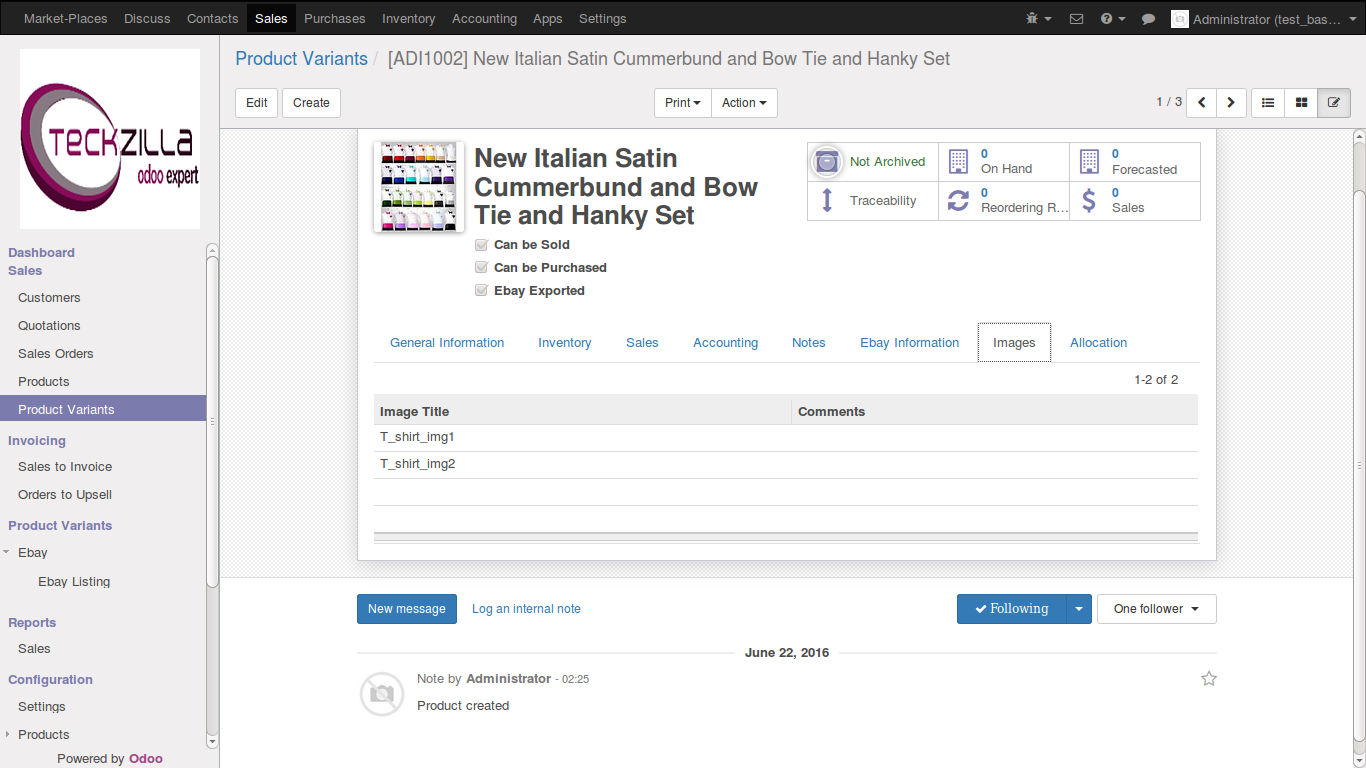 Market-Places Discuss Contacts Sales Purchases Inventory Accounting Apps Settings Administrator (test_bas...
TECKZILLA
odoo expert
Dashboard
Sales
Customers
Quotations
Sales Orders
Products
Product Variants
Invoicing
Sales to Invoice
Orders to Upsell
Product Variants
Ebay
Ebay Listing
Reports
Sales
Configuration
Settings
Products
Powered by Odoo
Product Variants / [ADI1002] New Italian Satin Cummerbund and Bow Tie and Hanky Set
Edit Create Print Action 1 / 3
New Italian Satin
Cummerbund and Bow
Tie and Hanky Set
Can be Sold
Can be Purchased
Ebay Exported
Not Archived
0
On Hand
0
Forecasted
Traceability
0
Reordering R...
0
Sales
General Information Inventory Sales Accounting Notes Ebay Information Images Allocation
1-2 of 2
Image Title Comments
T_shirt_img1
T_shirt_img2
New message Log an internal note Following One follower
June 22, 2016
Note by Administrator - 02:25
Product created